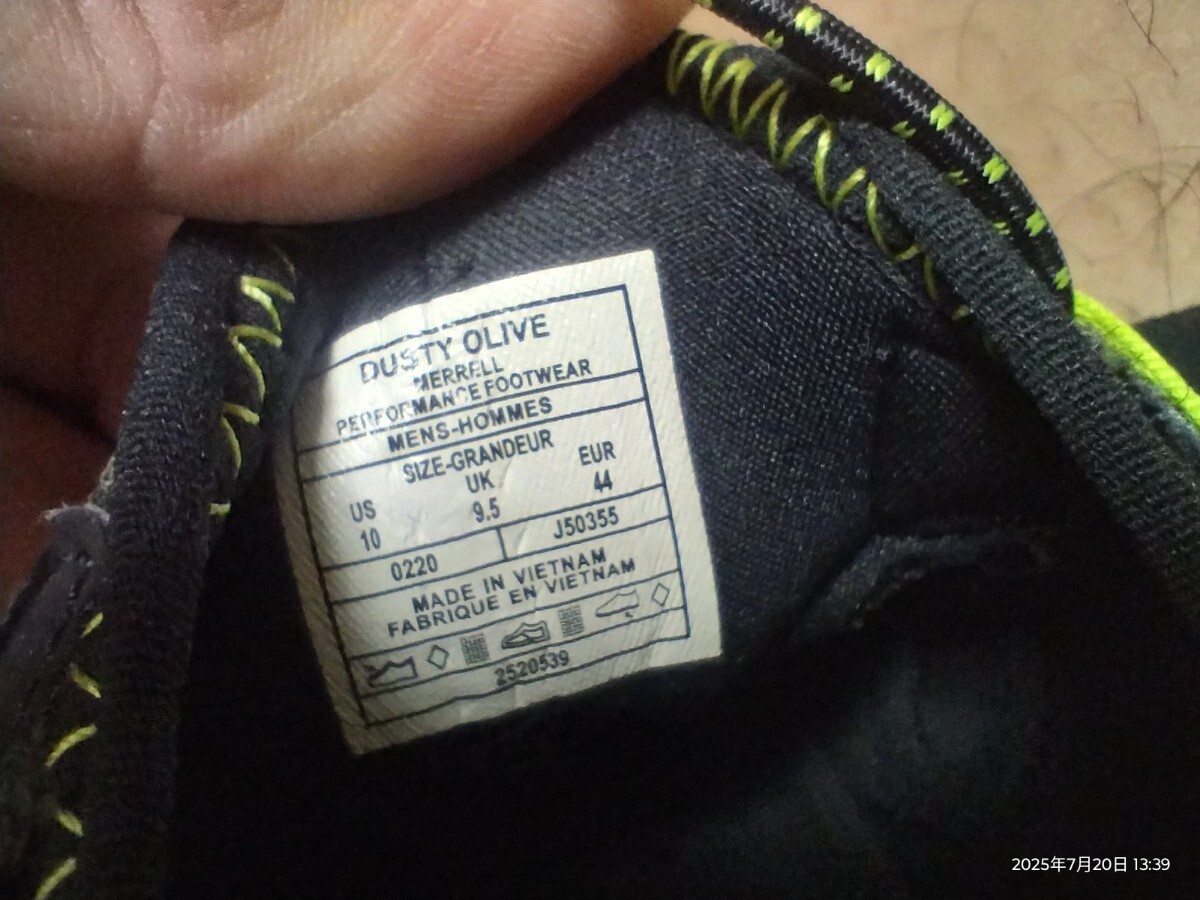 DUSTY OLIVE
MERRELL
PERFORMANCE FOOTWEAR
MENS-HOMMES
SIZE-GRANDEUR
US UK EUR
10 9.5 44
0220 J50355
MADE IN VIETNAM
FABRIQUE EN VIETNAM
2520539
2025年7月20日 13:39